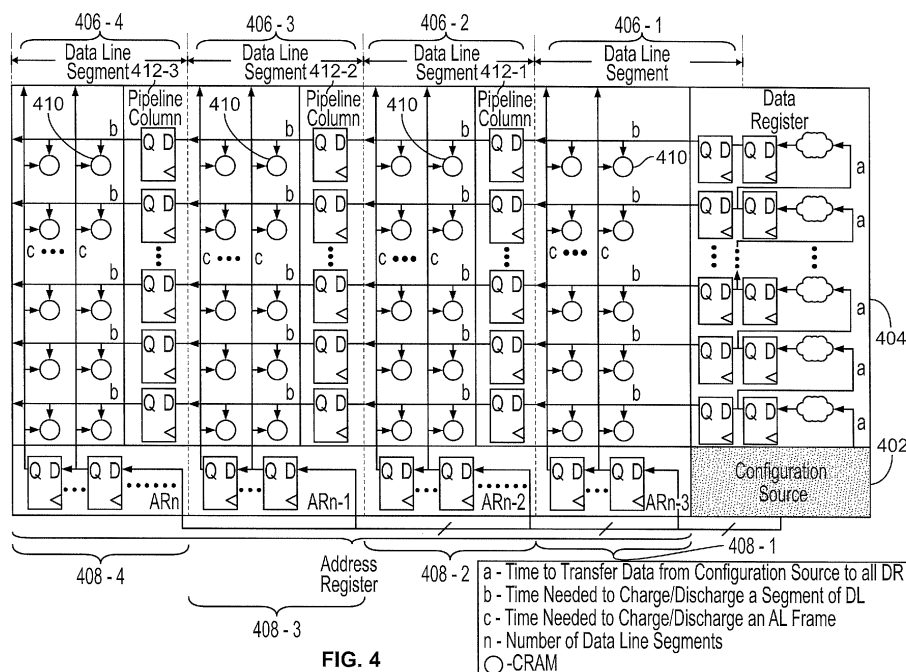 406 - 4
406 - 3
406 - 2
406 - 1
Data Line Segment
Data Line Segment
Data Line Segment
Data Line Segment
412-3
412-2
412-1
Pipeline Column
Pipeline Column
Pipeline Column
Data Register
410
410
410
410
b b b b
Q D Q D Q D Q D Q D
a
b b b b
Q D Q D Q D Q D Q D
a
c ••• c c ••• c c ••• c c •••
b b b b
Q D Q D Q D Q D Q D
a
404
b b b b
Q D Q D Q D Q D Q D
a
b b b b
Q D Q D Q D Q D Q D
a
402
Configuration Source
Q D Q D ARn
Q D Q D ARn-1
Q D Q D ARn-2
Q D Q D ARn-3
408 - 4
Address Register
408 - 2
408 - 1
408 - 3
a - Time to Transfer Data from Configuration Source to all DR
b - Time Needed to Charge/Discharge a Segment of DL
c - Time Needed to Charge/Discharge an AL Frame
n - Number of Data Line Segments
-CRAM
FIG. 4